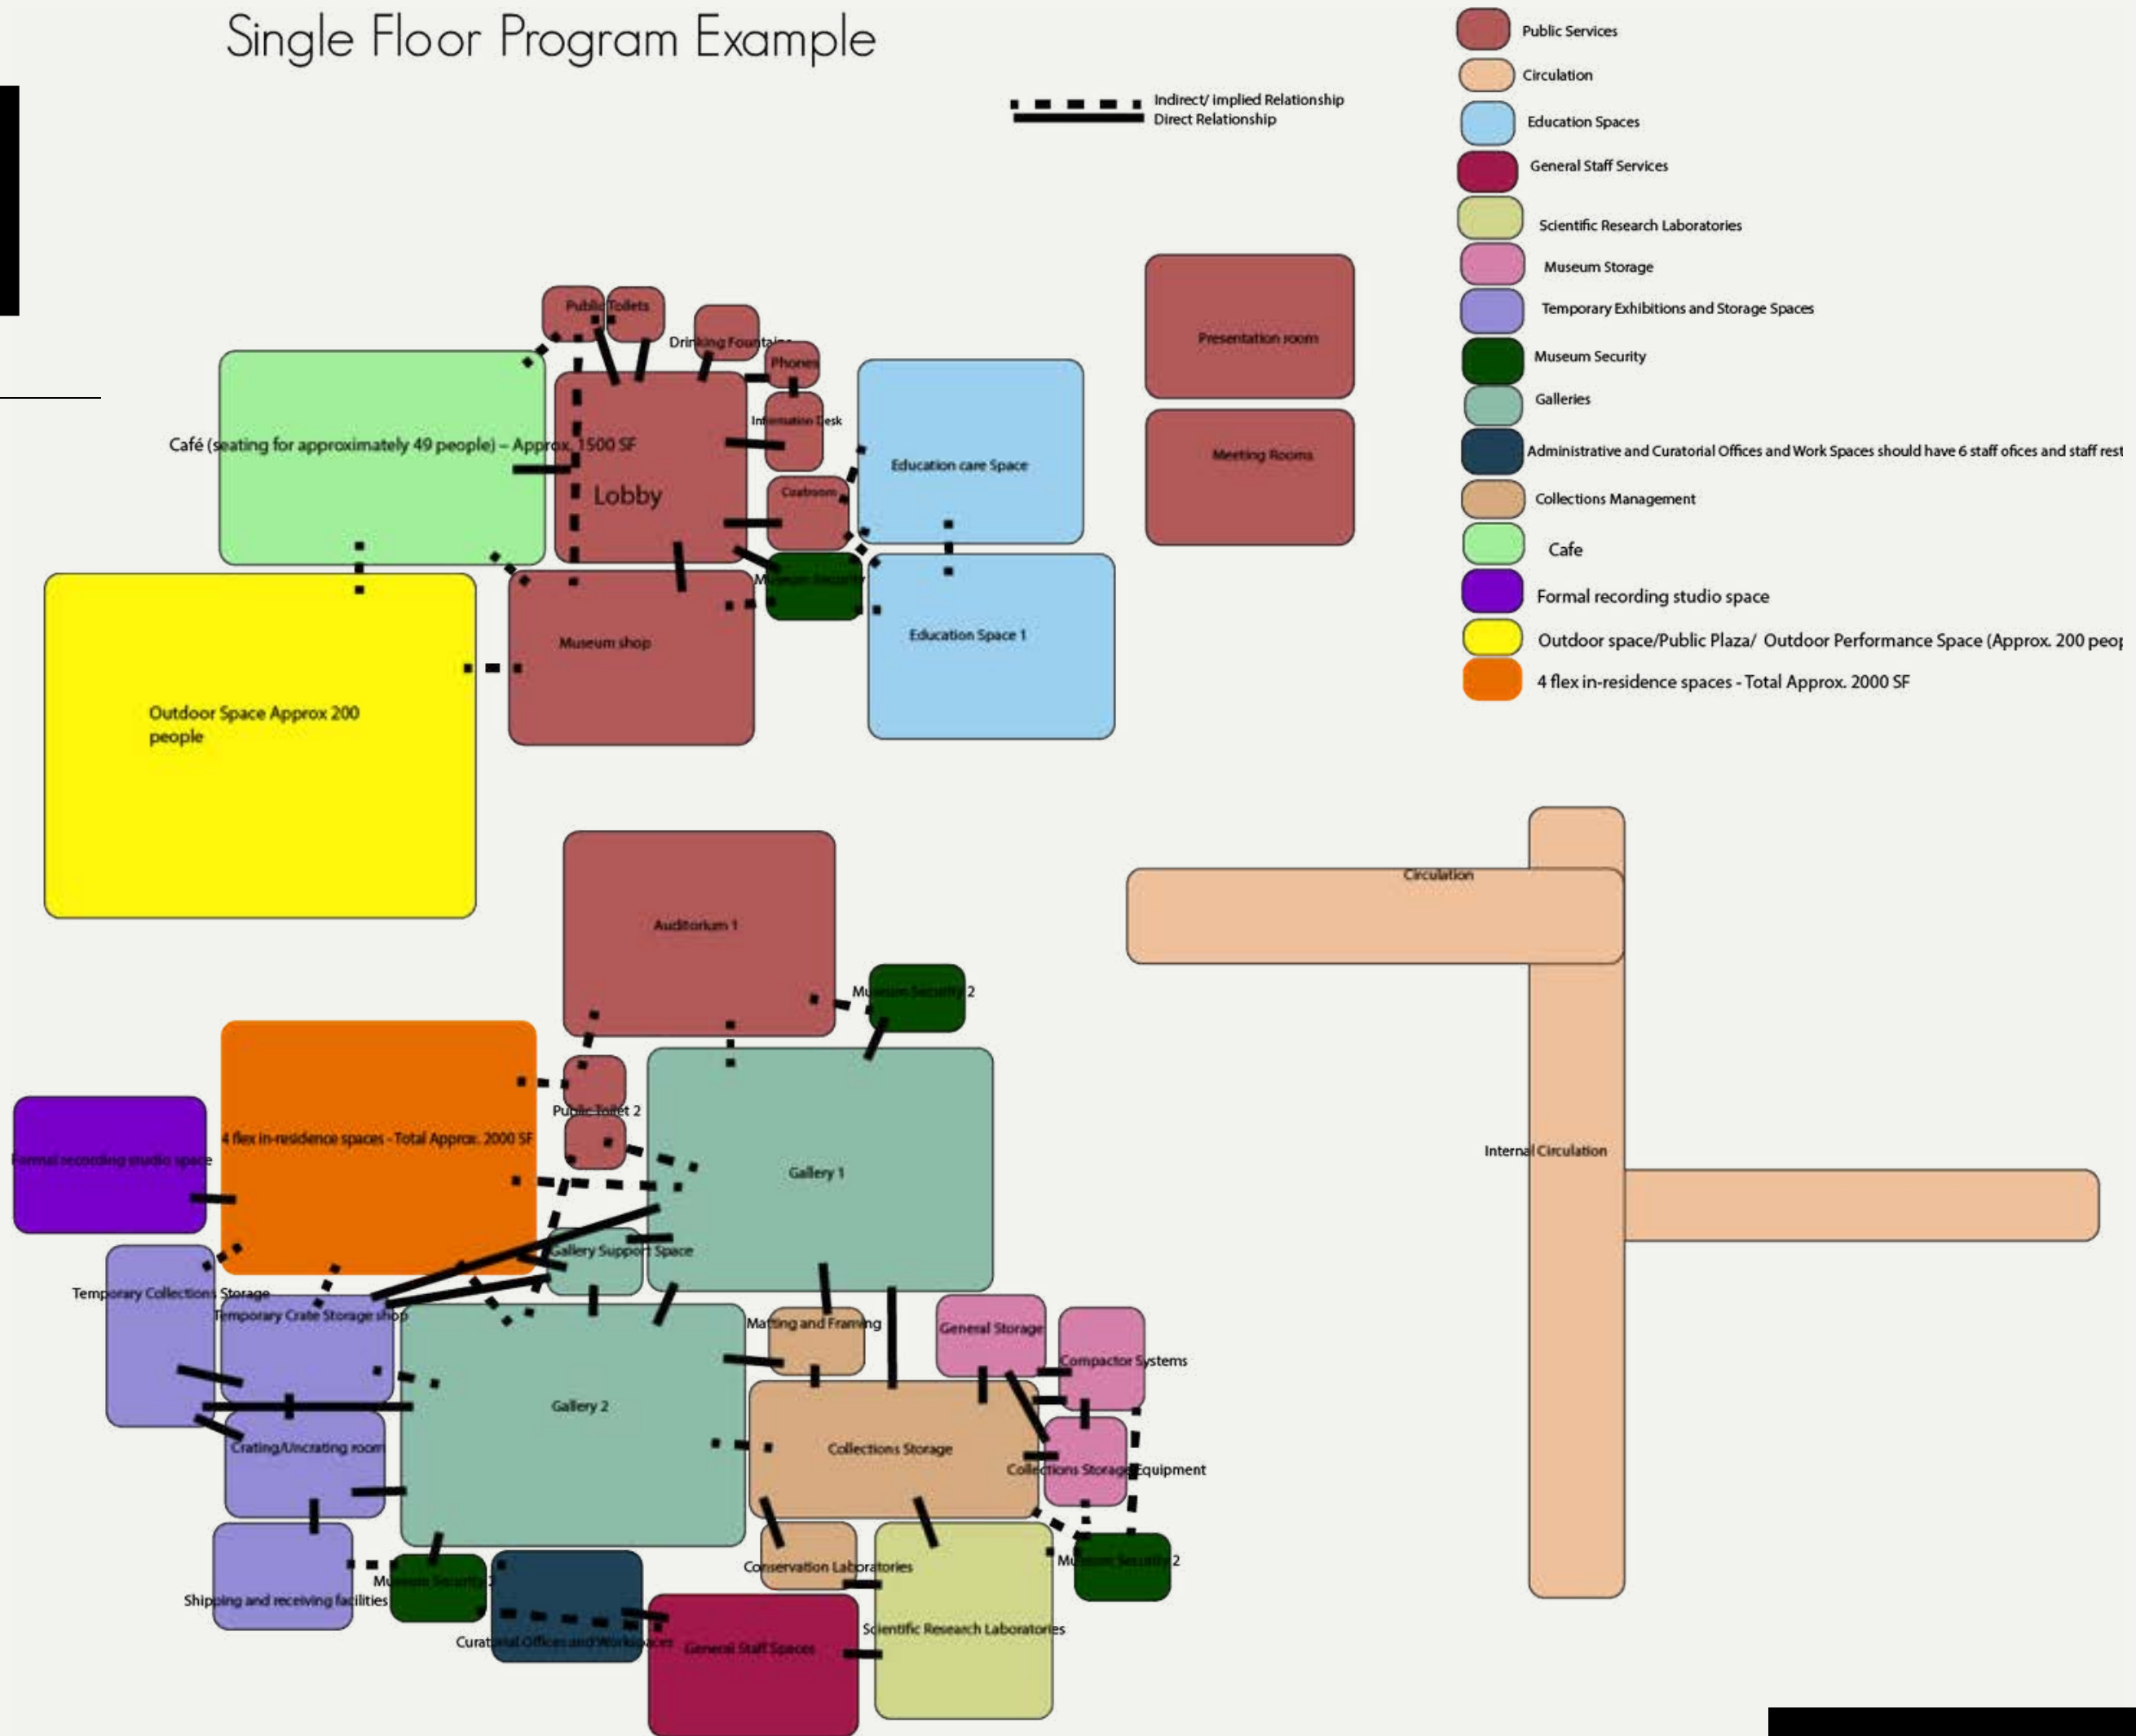 Single Floor Program Example
Indirect/ implied Relationship
Direct Relationship
Public Services
Circulation
Education Spaces
General Staff Services
Scientific Research Laboratories
Museum Storage
Temporary Exhibitions and Storage Spaces
Museum Security
Galleries
Administrative and Curatorial Offices and Work Spaces should have 6 staff ofices and staff rest
Collections Management
Cafe
Formal recording studio space
Outdoor space/Public Plaza/ Outdoor Performance Space (Approx. 200 peop
4 flex in-residence spaces - Total Approx. 2000 SF
Public Toilets
Drinking Fountains
Phones
Information Desk
Café (seating for approximately 49 people) – Approx. 1500 SF
Lobby
Coatroom
Education care Space
Presentation room
Meeting Rooms
Museum Security
Museum shop
Education Space 1
Outdoor Space Approx 200
people
Auditorium 1
Museum Security 2
Circulation
Internal Circulation
Public Toilet 2
4 flex in-residence spaces - Total Approx. 2000 SF
Formal recording studio space
Gallery 1
Gallery Support Space
Temporary Collections Storage
Temporary Crate Storage shop
Matting and Framing
General Storage
Compactor Systems
Gallery 2
Crating/Uncrating room
Collections Storage
Collections Storage Equipment
Conservation Laboratories
Museum Security 2
Museum Security
Shipping and receiving facilities
Curatorial Offices and Workspaces
General Staff Spaces
Scientific Research Laboratories